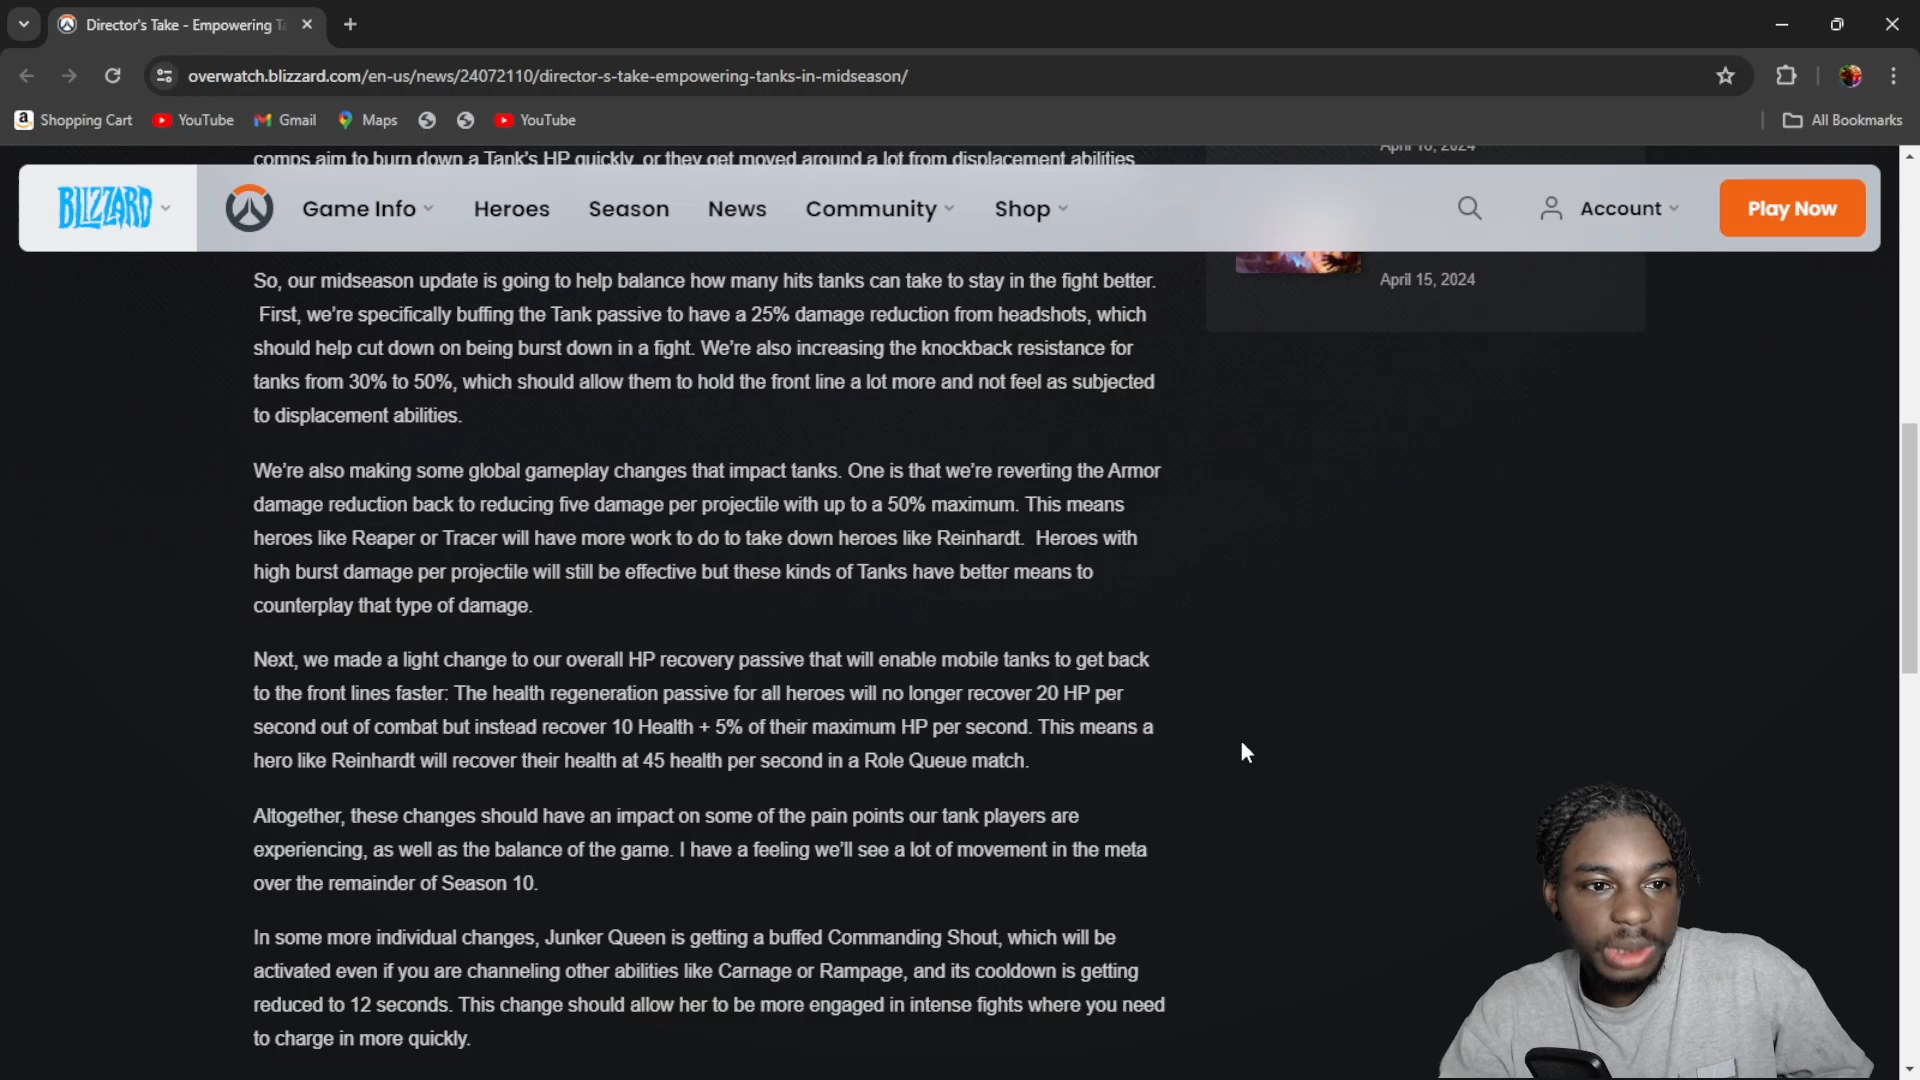 Director's Take - Empowering Ta
overwatch.blizzard.com/en-us/news/24072110/director-s-take-empowering-tanks-in-midseason/
Shopping Cart YouTube Gmail Maps YouTube All Bookmarks
comps aim to burn down a Tank's HP quickly, or they get moved around a lot from displacement abilities
April 16, 2024
BLIZZARD Game Info Heroes Season News Community Shop Account Play Now
April 15, 2024
So, our midseason update is going to help balance how many hits tanks can take to stay in the fight better.
First, we’re specifically buffing the Tank passive to have a 25% damage reduction from headshots, which
should help cut down on being burst down in a fight. We’re also increasing the knockback resistance for
tanks from 30% to 50%, which should allow them to hold the front line a lot more and not feel as subjected
to displacement abilities.
We’re also making some global gameplay changes that impact tanks. One is that we’re reverting the Armor
damage reduction back to reducing five damage per projectile with up to a 50% maximum. This means
heroes like Reaper or Tracer will have more work to do to take down heroes like Reinhardt. Heroes with
high burst damage per projectile will still be effective but these kinds of Tanks have better means to
counterplay that type of damage.
Next, we made a light change to our overall HP recovery passive that will enable mobile tanks to get back
to the front lines faster: The health regeneration passive for all heroes will no longer recover 20 HP per
second out of combat but instead recover 10 Health + 5% of their maximum HP per second. This means a
hero like Reinhardt will recover their health at 45 health per second in a Role Queue match.
Altogether, these changes should have an impact on some of the pain points our tank players are
experiencing, as well as the balance of the game. I have a feeling we’ll see a lot of movement in the meta
over the remainder of Season 10.
In some more individual changes, Junker Queen is getting a buffed Commanding Shout, which will be
activated even if you are channeling other abilities like Carnage or Rampage, and its cooldown is getting
reduced to 12 seconds. This change should allow her to be more engaged in intense fights where you need
to charge in more quickly.